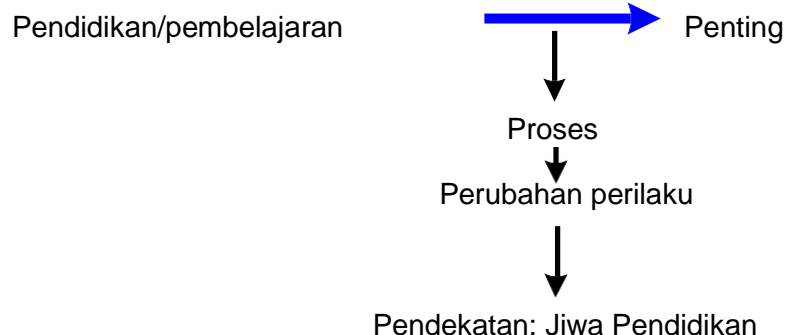 Pendidikan/pembelajaran Penting
Proses
Perubahan perilaku
Pendekatan: Jiwa Pendidikan